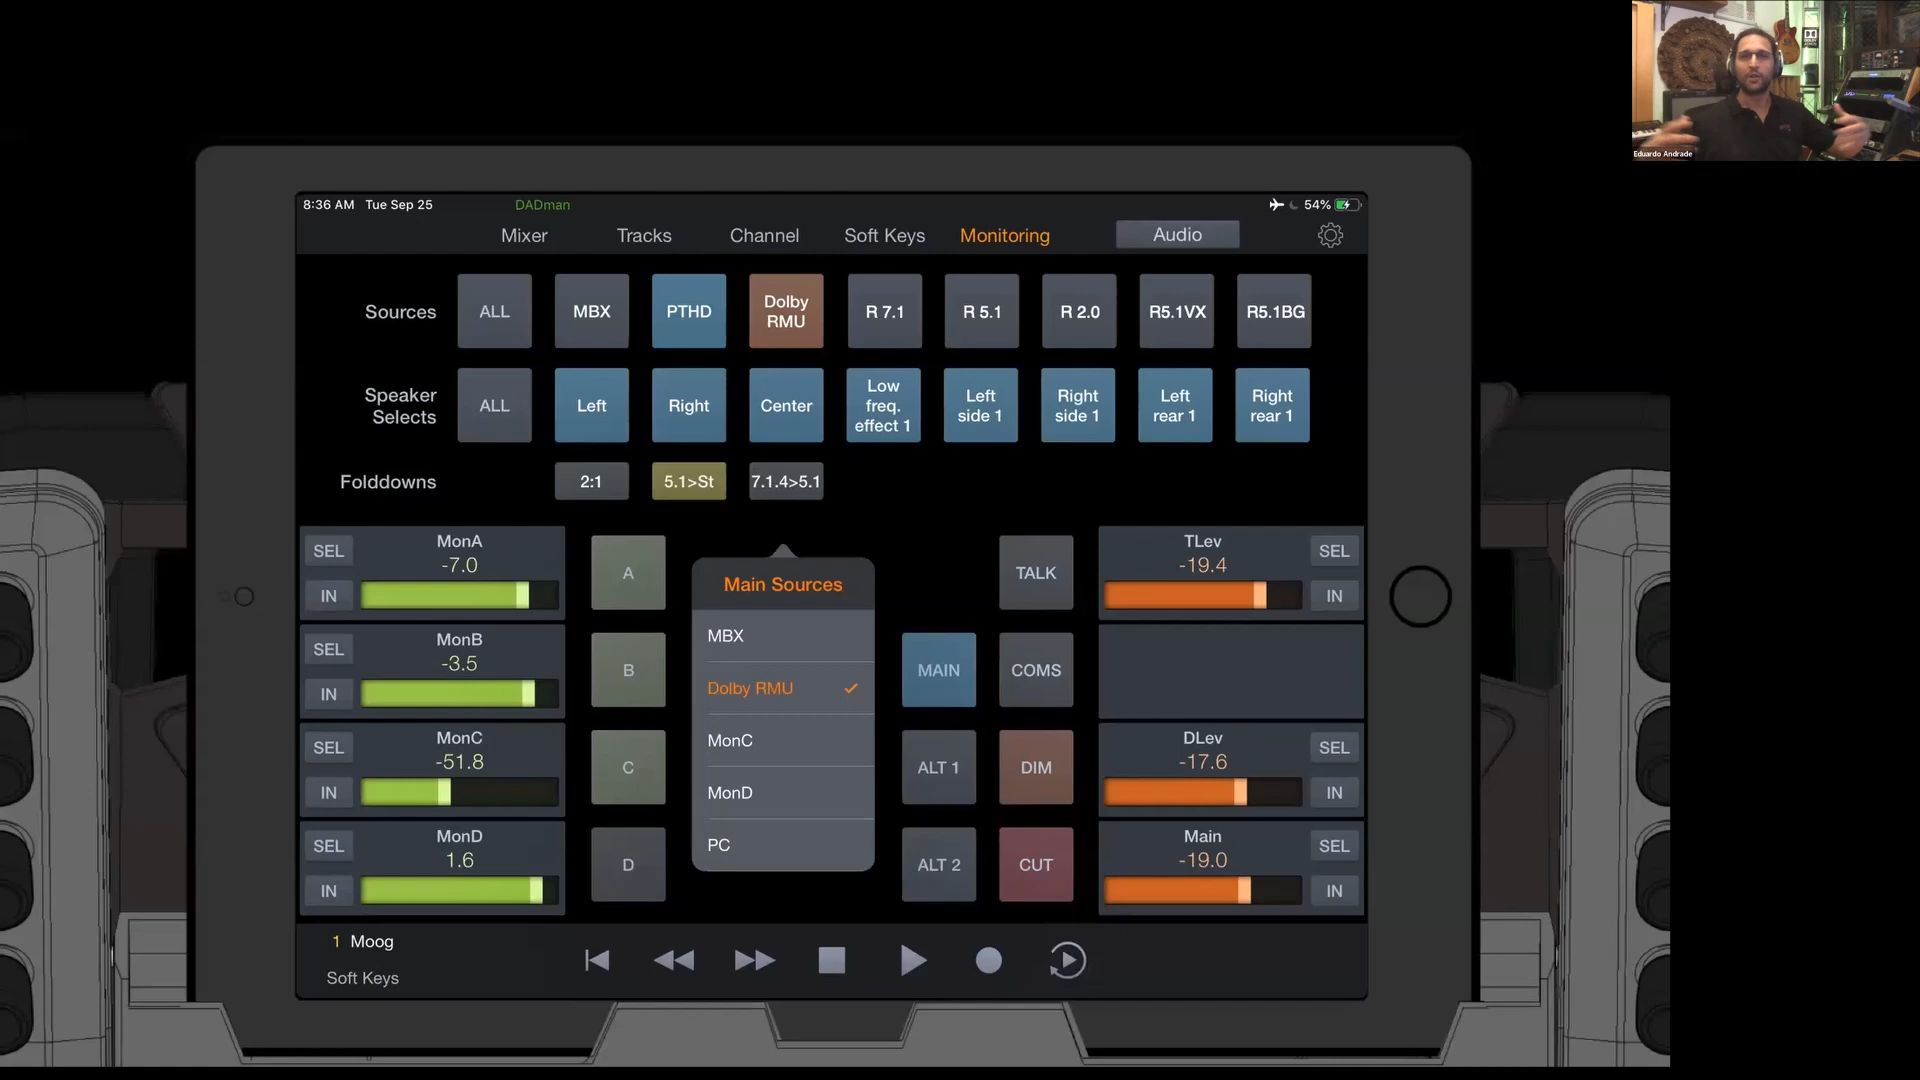 Eduardo Andrade
8:36 AM Tue Sep 25 DADman 54%
Mixer Tracks Channel Soft Keys Monitoring Audio
Sources ALL MBX PTHD Dolby RMU R 7.1 R 5.1 R 2.0 R5.1VX R5.1BG
Speaker Selects ALL Left Right Center Low freq. effect 1 Left side 1 Right side 1 Left rear 1 Right rear 1
Folddowns 2:1 5.1>St 7.1.4>5.1
SEL MonA -7.0 IN
SEL MonB -3.5 IN
SEL MonC -51.8 IN
SEL MonD 1.6 IN
A
B
C
D
Main Sources
MBX
Dolby RMU
MonC
MonD
PC
TALK
MAIN COMS
ALT 1 DIM
ALT 2 CUT
TLev -19.4 SEL IN
DLev -17.6 SEL IN
Main -19.0 SEL IN
1 Moog
Soft Keys